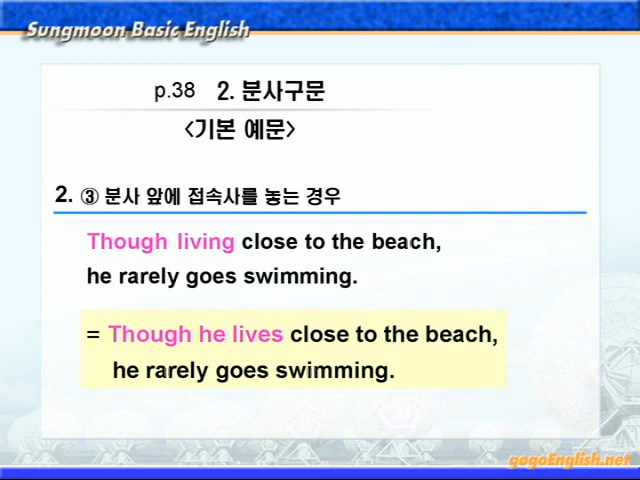 Sungmoon Basic English
p.38 2. 분사구문
<기본 예문>
2. ③ 분사 앞에 접속사를 놓는 경우
Though living close to the beach,
he rarely goes swimming.
= Though he lives close to the beach,
he rarely goes swimming.
gogoEnglish.net